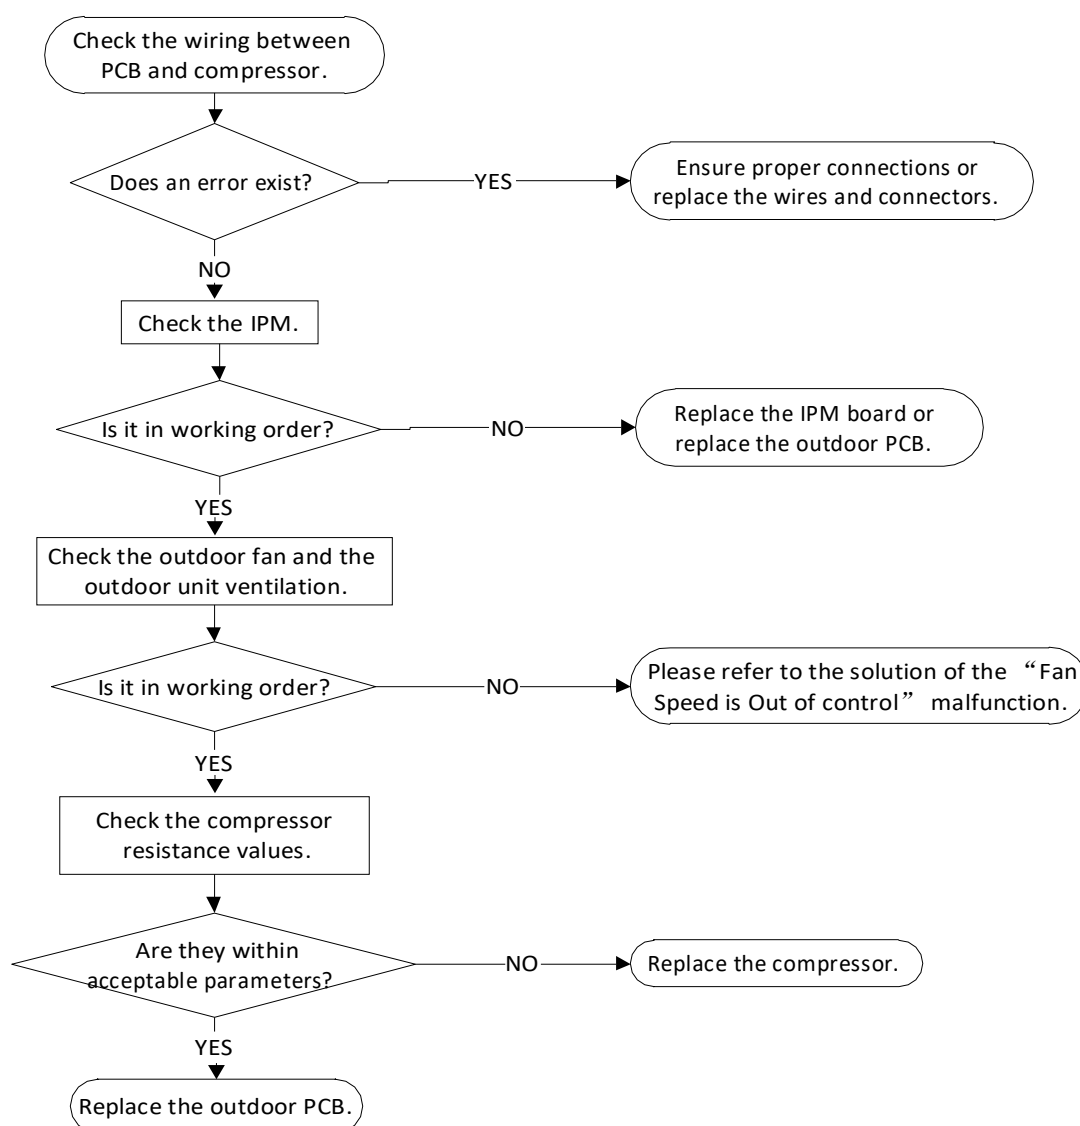 Check the wiring between
PCB and compressor.
Does an error exist?
YES
Ensure proper connections or
replace the wires and connectors.
NO
Check the IPM.
Is it in working order?
NO
Replace the IPM board or
replace the outdoor PCB.
YES
Check the outdoor fan and the
outdoor unit ventilation.
Is it in working order?
NO
Please refer to the solution of the “Fan
Speed is Out of control” malfunction.
YES
Check the compressor
resistance values.
Are they within
acceptable parameters?
NO
Replace the compressor.
YES
Replace the outdoor PCB.